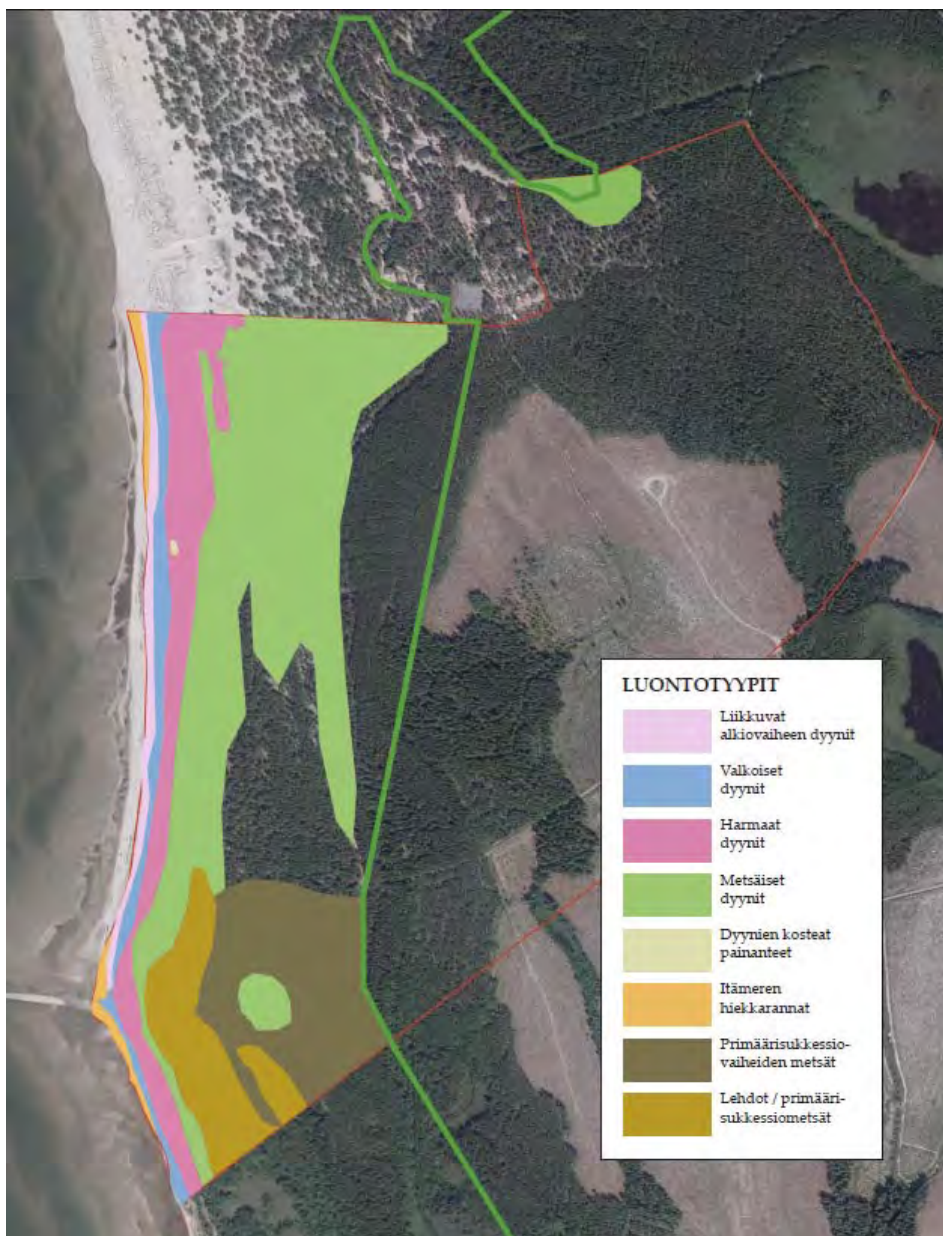 LUONTOTYYPIT
Liikkuvat
alkiovaiheen dyynit
Valkoiset
dyynit
Harmaat
dyynit
Metsäiset
dyynit
Dyynien kosteat
painanteet
Itämeren
hiekkarannat
Primäärisukkessio-
vaiheiden metsät
Lehdot / primääri-
sukkessiometsät